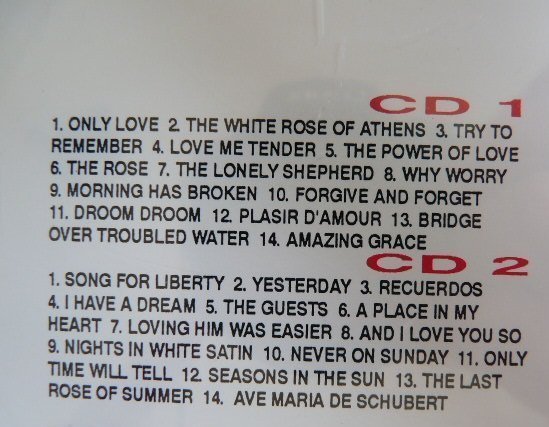 CD 1
1. ONLY LOVE 2. THE WHITE ROSE OF ATHENS 3. TRY TO
REMEMBER 4. LOVE ME TENDER 5. THE POWER OF LOVE
6. THE ROSE 7. THE LONELY SHEPHERD 8. WHY WORRY
9. MORNING HAS BROKEN 10. FORGIVE AND FORGET
11. DROOM DROOM 12. PLASIR D'AMOUR 13. BRIDGE
OVER TROUBLED WATER 14. AMAZING GRACE
CD 2
1. SONG FOR LIBERTY 2. YESTERDAY 3. RECUERDOS
4. I HAVE A DREAM 5. THE GUESTS 6. A PLACE IN MY
HEART 7. LOVING HIM WAS EASIER 8. AND I LOVE YOU SO
9. NIGHTS IN WHITE SATIN 10. NEVER ON SUNDAY 11. ONLY
TIME WILL TELL 12. SEASONS IN THE SUN 13. THE LAST
ROSE OF SUMMER 14. AVE MARIA DE SCHUBERT